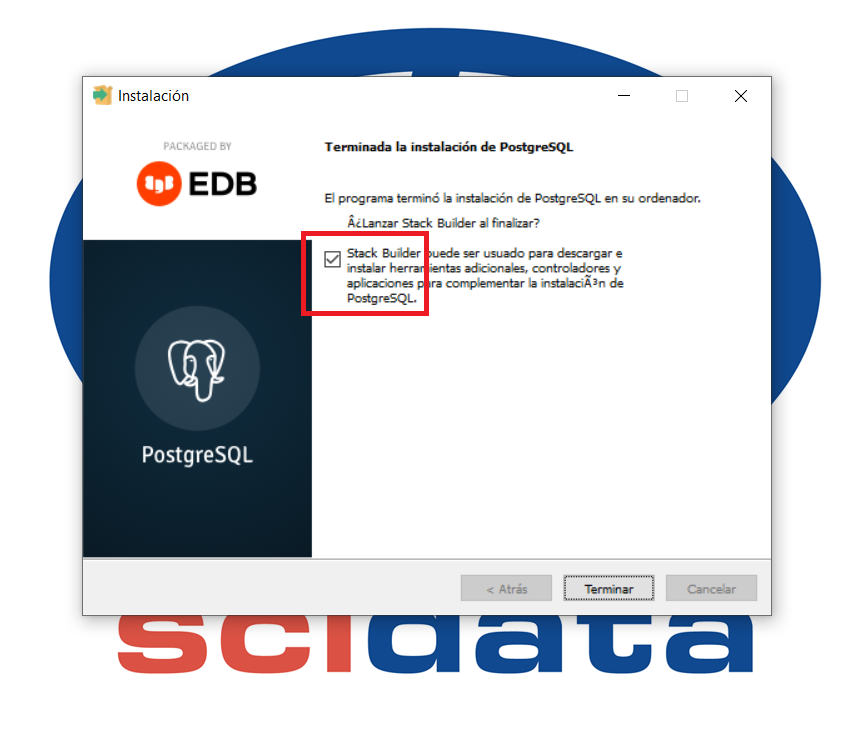 Instalación
PACKAGED BY
EDB
PostgreSQL
Terminada la instalación de PostgreSQL
El programa terminó la instalación de PostgreSQL en su ordenador.
Â¿Lanzar Stack Builder al finalizar?
Stack Builder puede ser usado para descargar e
instalar herramientas adicionales, controladores y
aplicaciones para complementar la instalaciÃ³n de
PostgreSQL.
< Atrás
Terminar
Cancelar
scidata